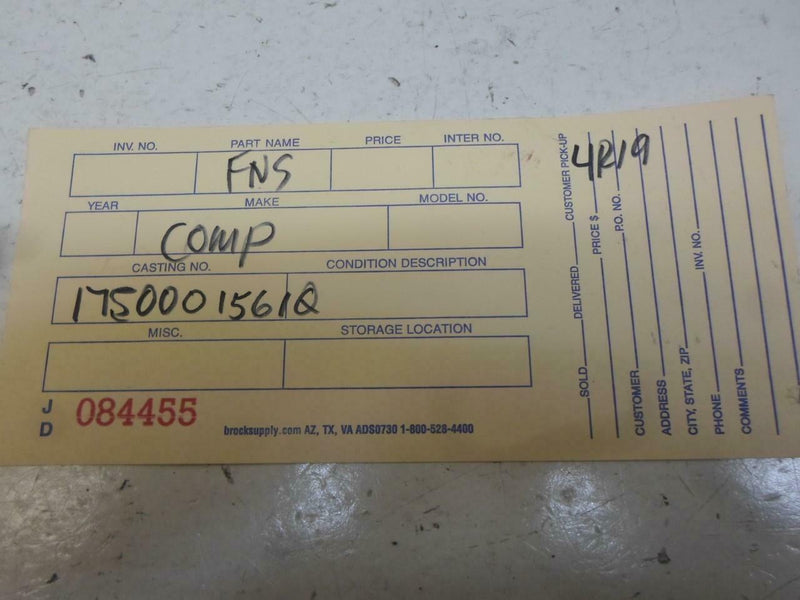 INV. NO. PART NAME PRICE INTER NO.
FNS
YEAR MAKE MODEL NO.
COMP
CASTING NO. CONDITION DESCRIPTION
1750001561Q
MISC. STORAGE LOCATION
J D 084455
brocksupply.com AZ, TX, VA ADS0730 1-800-528-4400
SOLD DELIVERED CUSTOMER PICK-UP
PRICE $
P.O. NO.
4R19
CUSTOMER
ADDRESS
CITY, STATE, ZIP INV. NO.
PHONE
COMMENTS